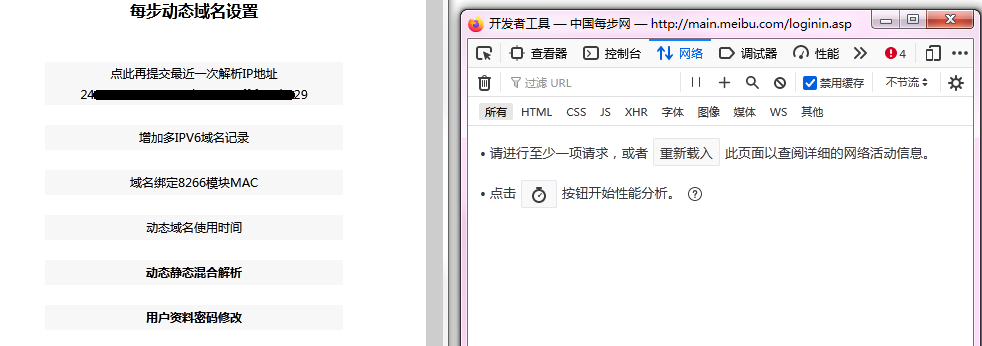 每步动态域名设置
点此再提交最近一次解析IP地址
24
29
增加多IPV6域名记录
域名绑定8266模块MAC
动态域名使用时间
动态静态混合解析
用户资料密码修改
开发者工具 — 中国每步网 — http://main.meibu.com/loginin.asp
查看器 控制台 网络 调试器 性能 4
过滤 URL 禁用缓存 不节流
所有 HTML CSS JS XHR 字体 图像 媒体 WS 其他
• 请进行至少一项请求，或者 重新载入 此页面以查阅详细的网络活动信息。
• 点击 按钮开始性能分析。 ?